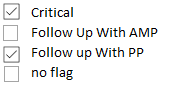 Critical
Follow Up With AMP
Follow up With PP
no flag